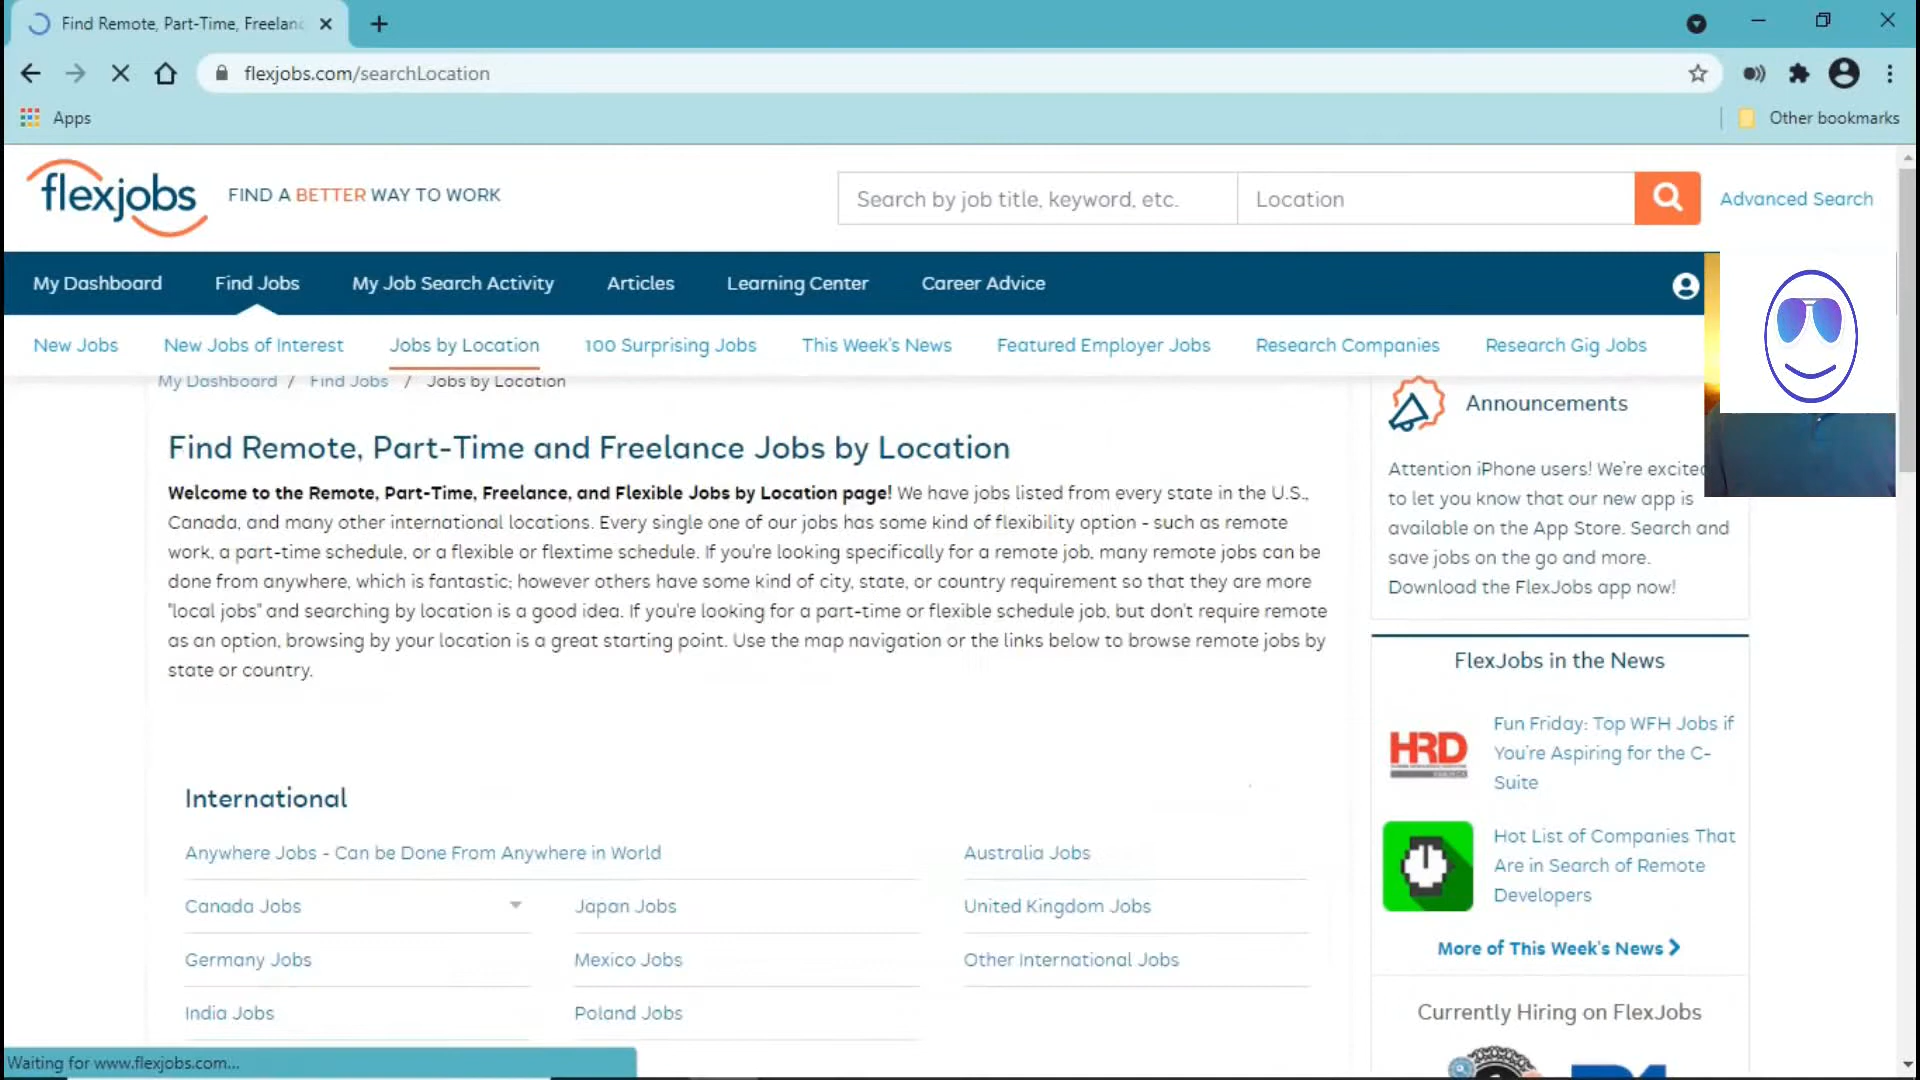 Find Remote, Part-Time, Freelanc
flexjobs.com/searchLocation
Apps
Other bookmarks
flexjobs
FIND A BETTER WAY TO WORK
Search by job title, keyword, etc.
Location
Advanced Search
My Dashboard
Find Jobs
My Job Search Activity
Articles
Learning Center
Career Advice
New Jobs
New Jobs of Interest
Jobs by Location
100 Surprising Jobs
This Week's News
Featured Employer Jobs
Research Companies
Research Gig Jobs
My Dashboard / Find Jobs / Jobs by Location
Find Remote, Part-Time and Freelance Jobs by Location
Welcome to the Remote, Part-Time, Freelance, and Flexible Jobs by Location page! We have jobs listed from every state in the U.S.,
Canada, and many other international locations. Every single one of our jobs has some kind of flexibility option - such as remote
work, a part-time schedule, or a flexible or flextime schedule. If you're looking specifically for a remote job, many remote jobs can be
done from anywhere, which is fantastic; however others have some kind of city, state, or country requirement so that they are more
"local jobs" and searching by location is a good idea. If you're looking for a part-time or flexible schedule job, but don't require remote
as an option, browsing by your location is a great starting point. Use the map navigation or the links below to browse remote jobs by
state or country.
International
Anywhere Jobs - Can be Done From Anywhere in World
Australia Jobs
Canada Jobs
Japan Jobs
United Kingdom Jobs
Germany Jobs
Mexico Jobs
Other International Jobs
India Jobs
Poland Jobs
Announcements
Attention iPhone users! We're excited
to let you know that our new app is
available on the App Store. Search and
save jobs on the go and more.
Download the FlexJobs app now!
FlexJobs in the News
HRD
Fun Friday: Top WFH Jobs if
You're Aspiring for the C-
Suite
Hot List of Companies That
Are in Search of Remote
Developers
More of This Week's News
Currently Hiring on FlexJobs
Waiting for www.flexjobs.com...